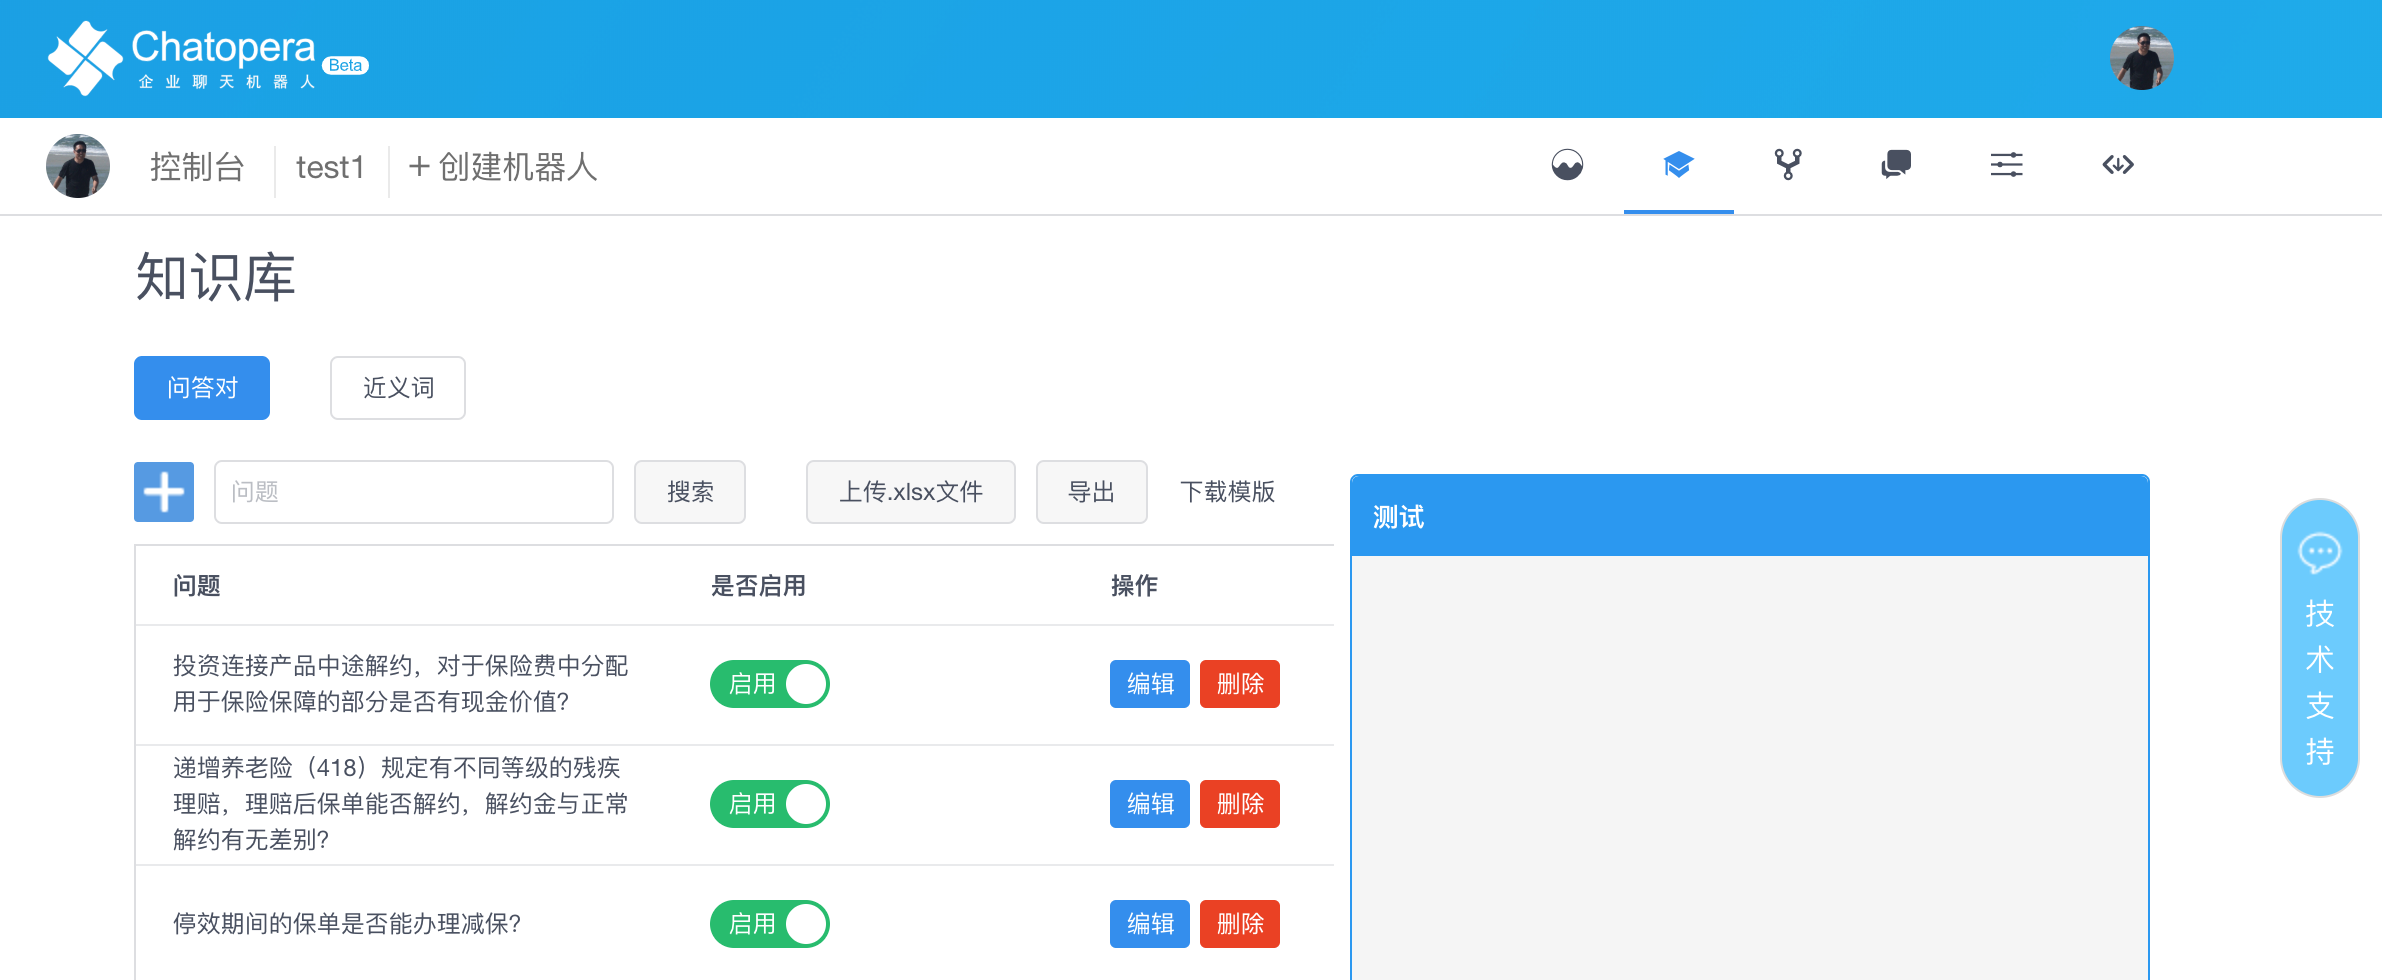 Chatopera
Beta
企业聊天机器人
控制台
test1
+ 创建机器人
知识库
问答对
近义词
问题
搜索
上传.xlsx文件
导出
下载模版
测试
问题
是否启用
操作
投资连接产品中途解约，对于保险费中分配
用于保险保障的部分是否有现金价值?
启用
编辑
删除
递增养老险（418）规定有不同等级的残疾
理赔，理赔后保单能否解约，解约金与正常
解约有无差别?
启用
编辑
删除
停效期间的保单是否能办理减保?
启用
编辑
删除
技
术
支
持